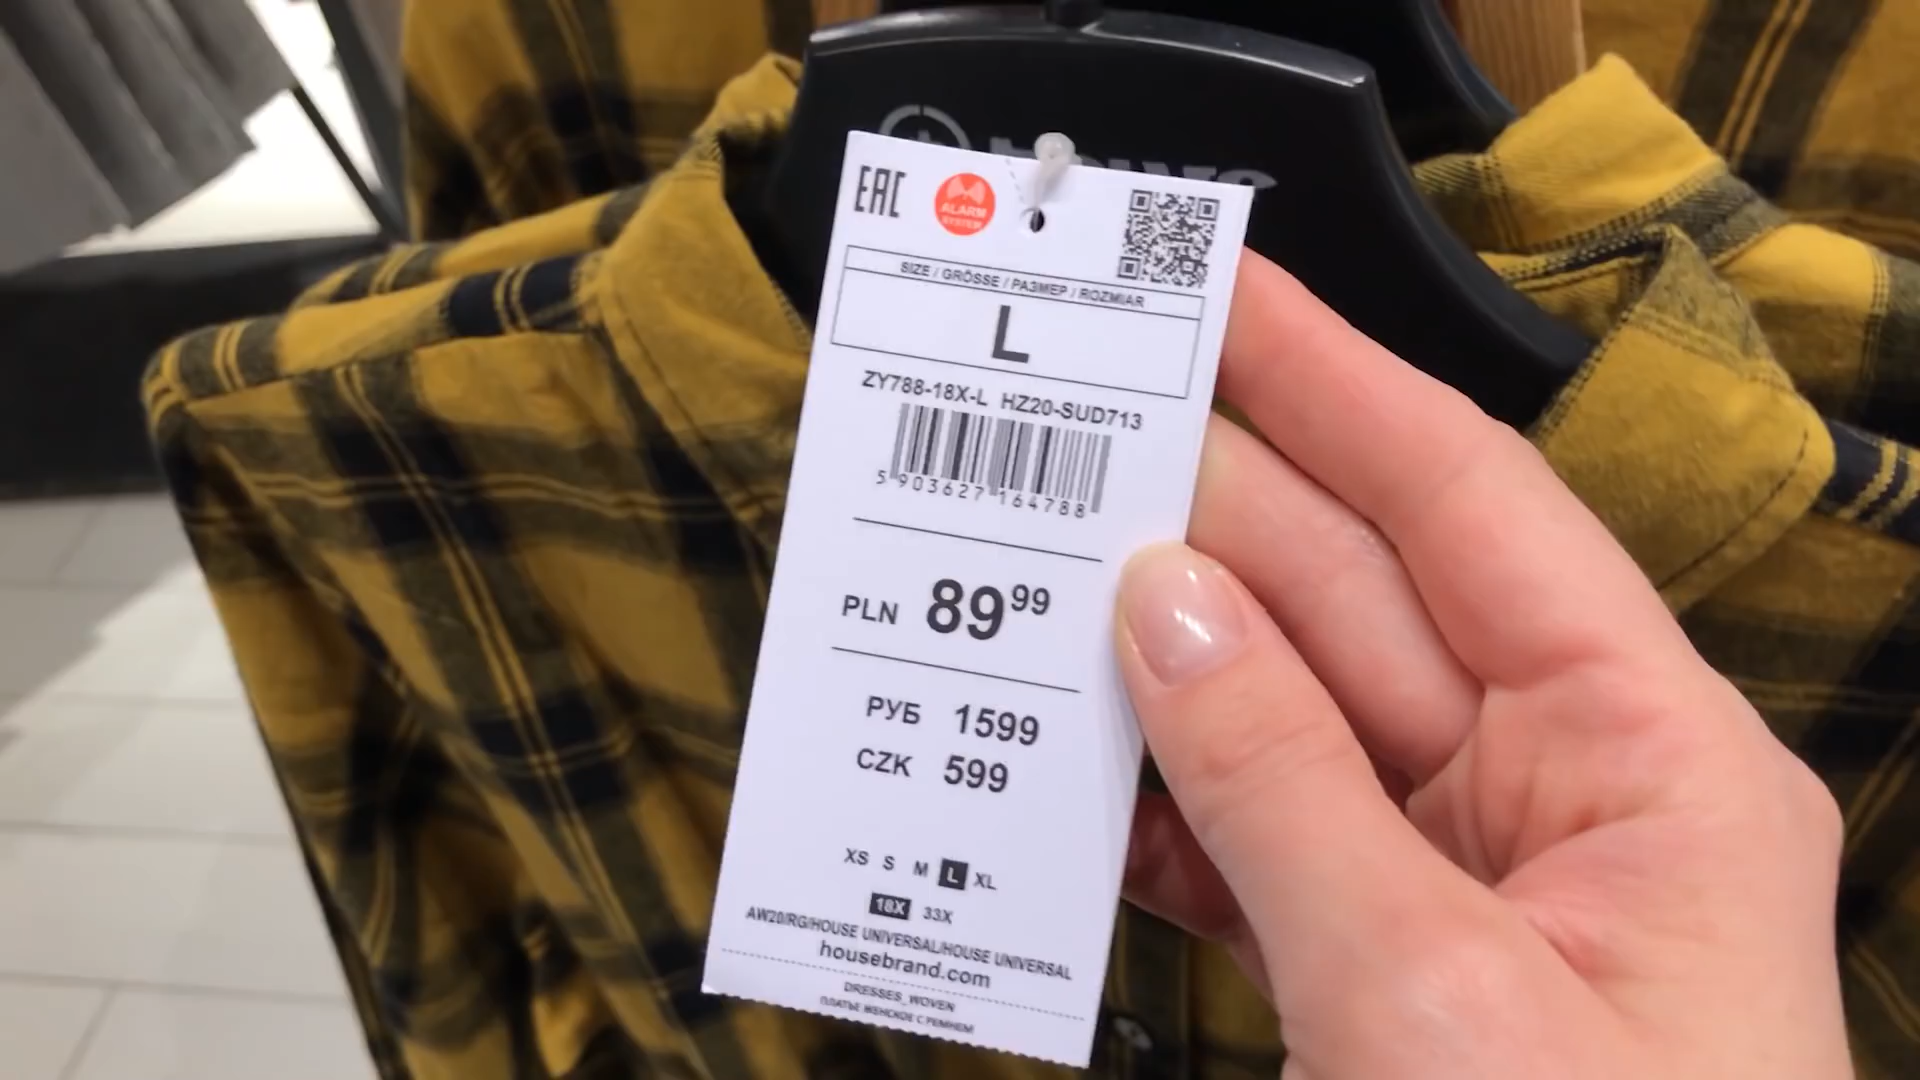 EAC
ALARM
SYSTEM
SIZE / GRÖSSE / РАЗМЕР / ROZMIAR
L
ZY788-18X-L HZ20-SUD713
5 903627 164788
PLN 89 99
РУБ 1599
CZK 599
XS S M L XL
18X 33X
AW20/RG/HOUSE UNIVERSAL/HOUSE UNIVERSAL
housebrand.com
DRESSES_WOVEN
ПЛАТЬЕ ЖЕНСКОЕ С РЕМНЕМ